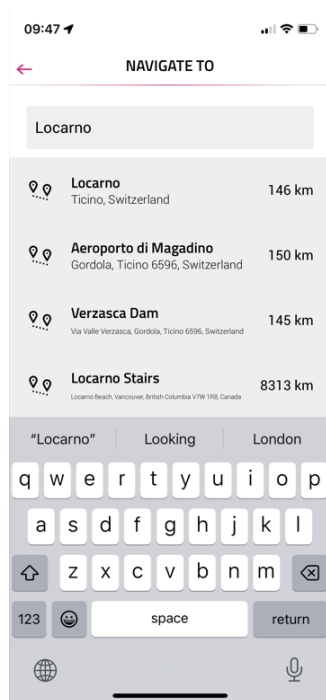 09:47
NAVIGATE TO
Locarno
Locarno
146 km
Ticino, Switzerland
Aeroporto di Magadino
150 km
Gordola, Ticino 6596, Switzerland
Verzasca Dam
145 km
Via Valle Verzasca, Gordola, Ticino 6596, Switzerland
Locarno Stairs
8313 km
Locarno Beach, Vancouver, British Columbia V7W 1R8, Canada
“Locarno” Looking London
q w e r t y u i o p
a s d f g h j k l
z x c v b n m
123 space return